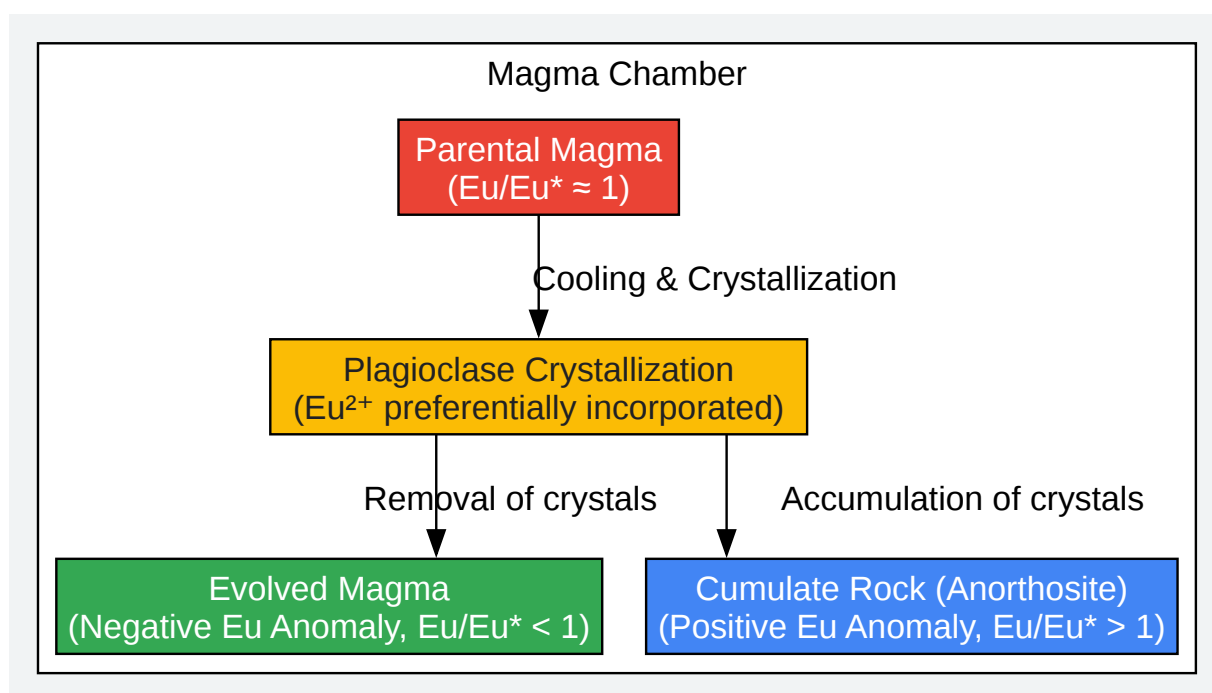 Magma Chamber
Parental Magma
(Eu/Eu* ≈ 1)
Cooling & Crystallization
Plagioclase Crystallization
(Eu²⁺ preferentially incorporated)
Removal of crystals
Accumulation of crystals
Evolved Magma
(Negative Eu Anomaly, Eu/Eu* < 1)
Cumulate Rock (Anorthosite)
(Positive Eu Anomaly, Eu/Eu* > 1)